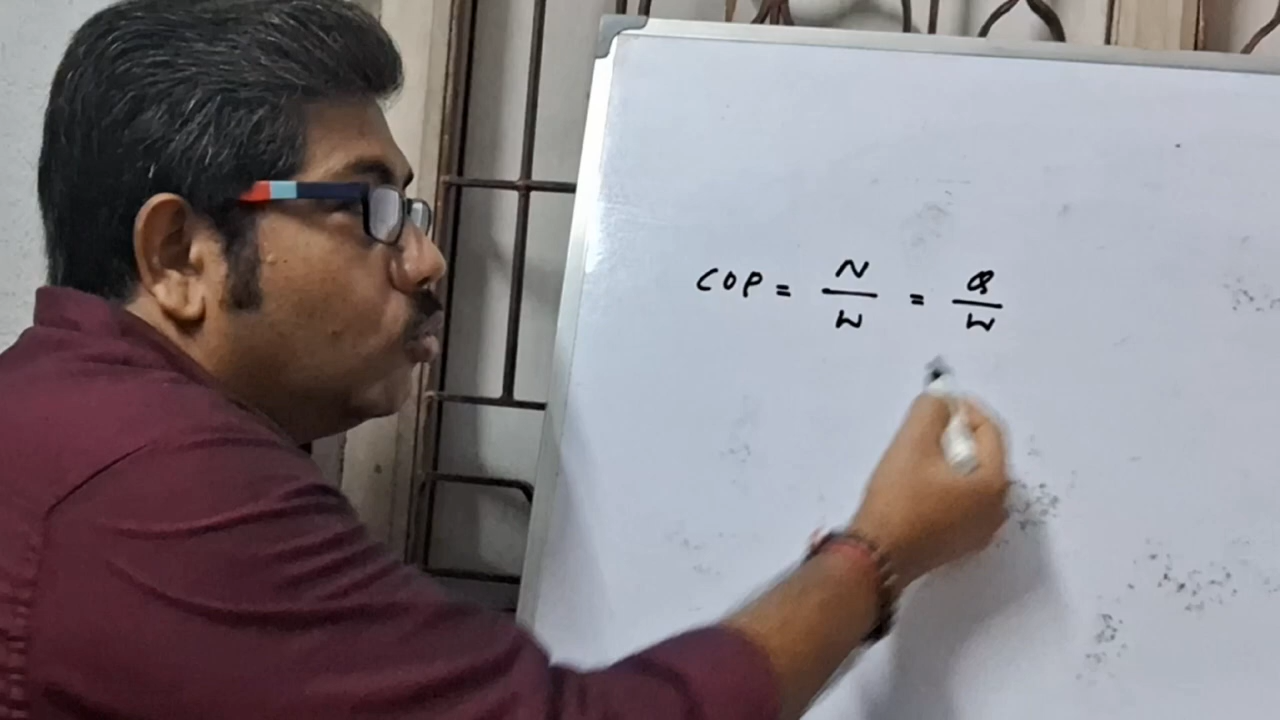 COP = N/W = Q/W